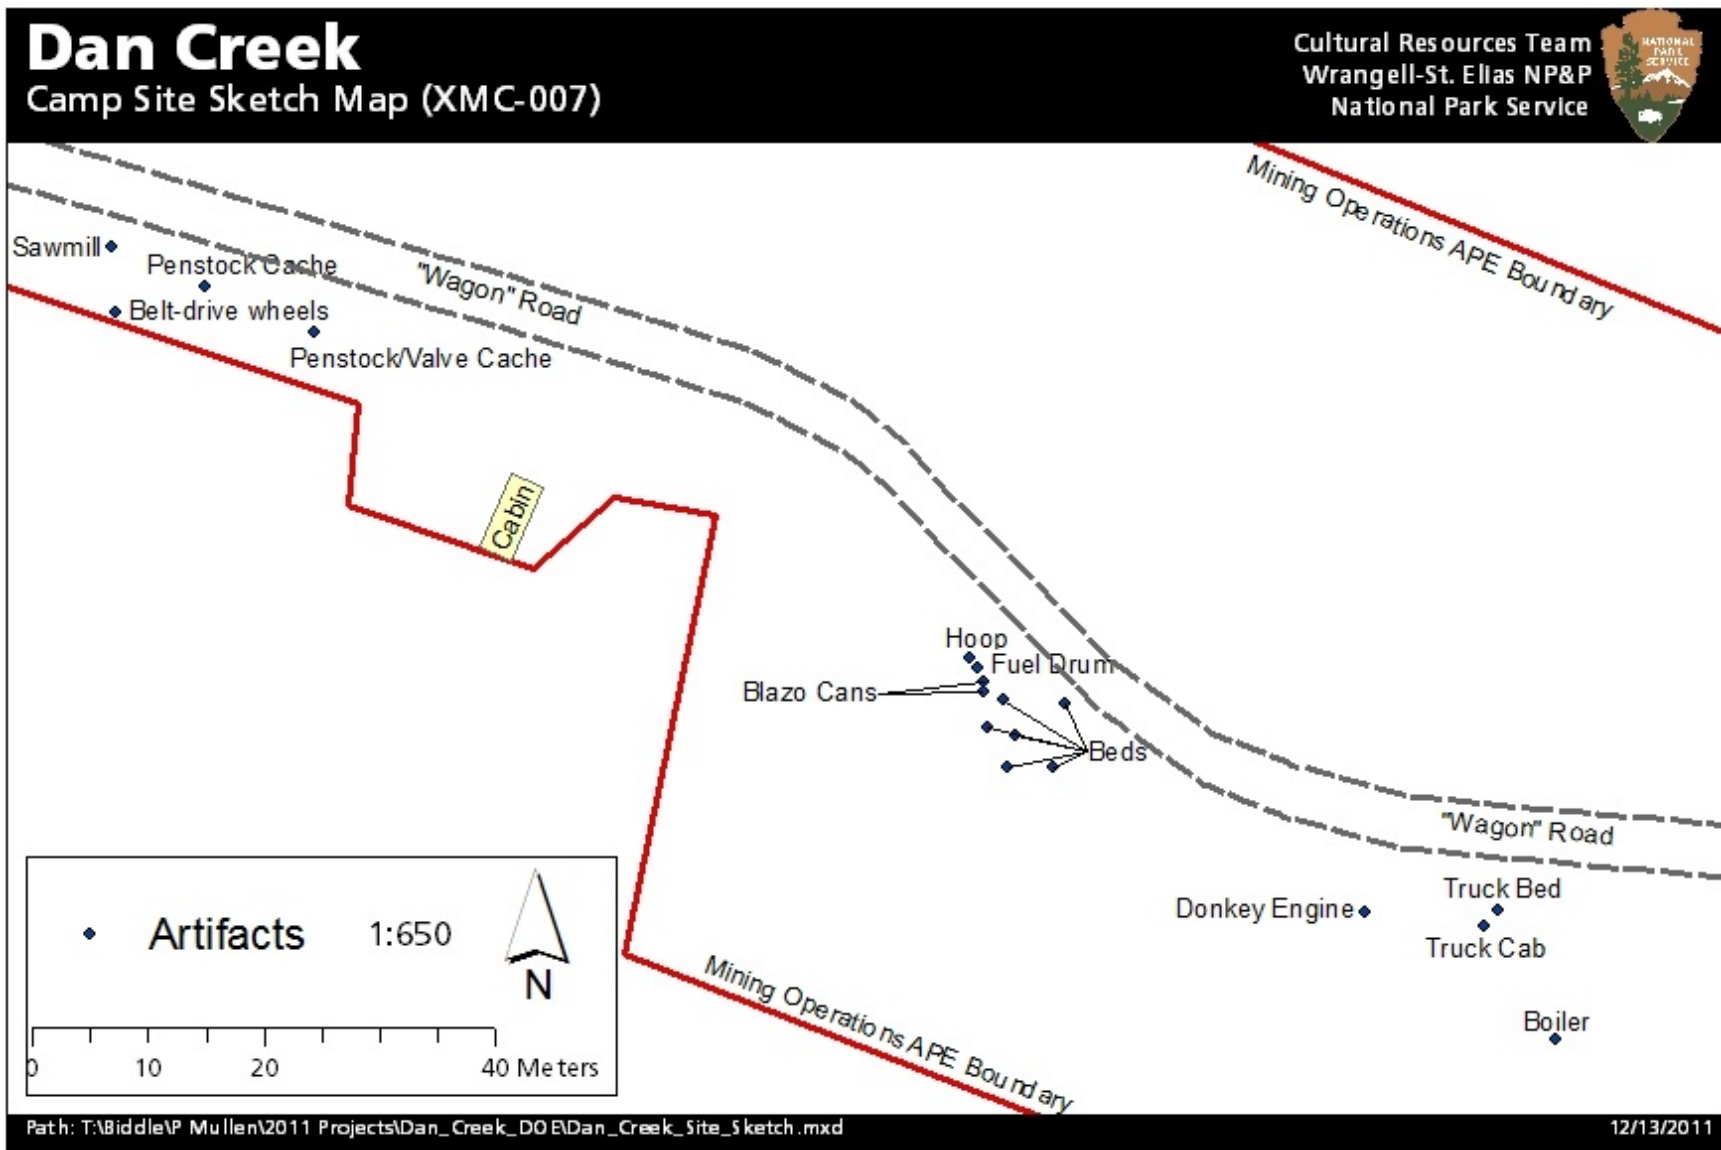 Dan Creek
Camp Site Sketch Map (XMC-007)
Cultural Resources Team
Wrangell-St. Elias NP&P
National Park Service
NATIONAL
PARK
SERVICE
Mining Operations APE Boundary
Sawmill
Penstock Cache
Belt-drive wheels
Penstock/Valve Cache
"Wagon" Road
Cabin
Hoop
Fuel Drum
Blazo Cans
Beds
"Wagon" Road
Donkey Engine
Truck Bed
Truck Cab
Boiler
Mining Operations APE Boundary
Artifacts 1:650
N
0 10 20 40 Meters
Path: T:\Biddle\P Mullen\2011 Projects\Dan_Creek_DOE\Dan_Creek_Site_Sketch.mxd
12/13/2011